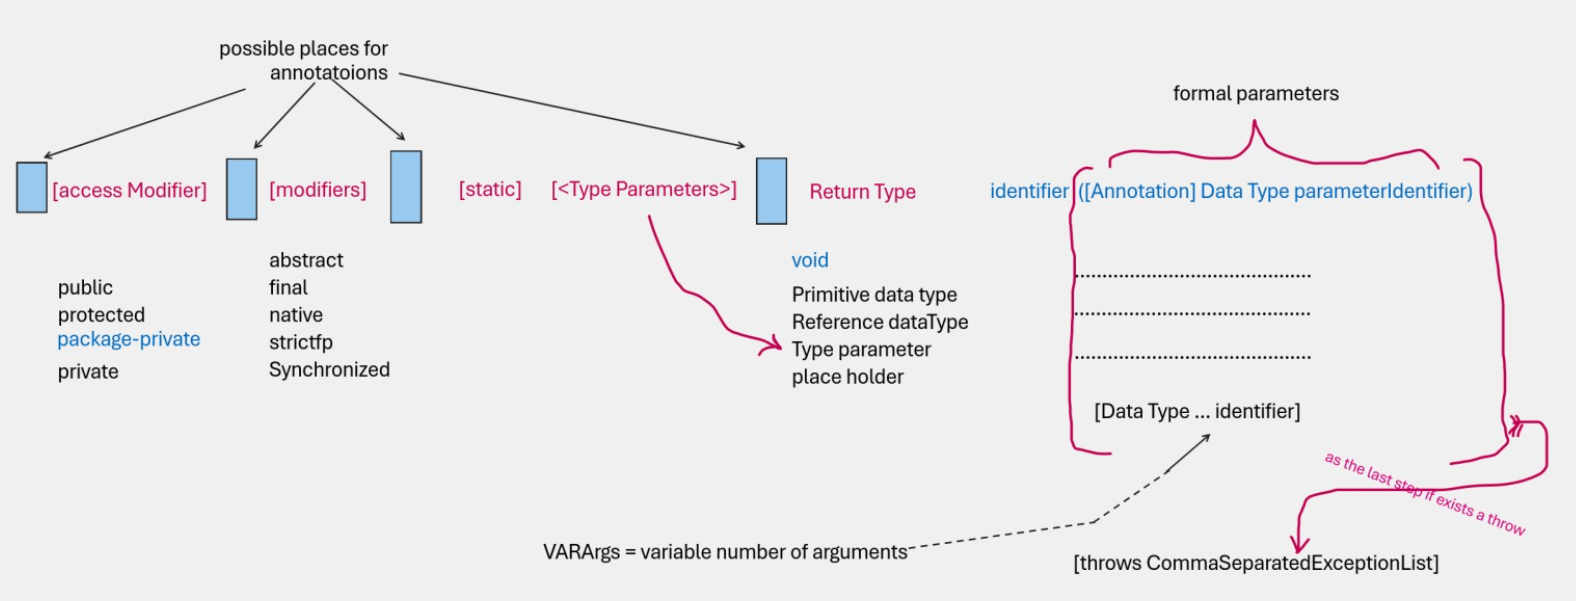 possible places for
annotatoions
formal parameters
[access Modifier] [modifiers] [static] [<Type Parameters>] Return Type identifier ([Annotation] Data Type parameterIdentifier)
public
protected
package-private
private
abstract
final
native
strictfp
Synchronized
void
Primitive data type
Reference dataType
Type parameter
place holder
................................................
................................................
................................................
[Data Type ... identifier]
as the last step if exists a throw
VARArgs = variable number of arguments
[throws CommaSeparatedExceptionList]